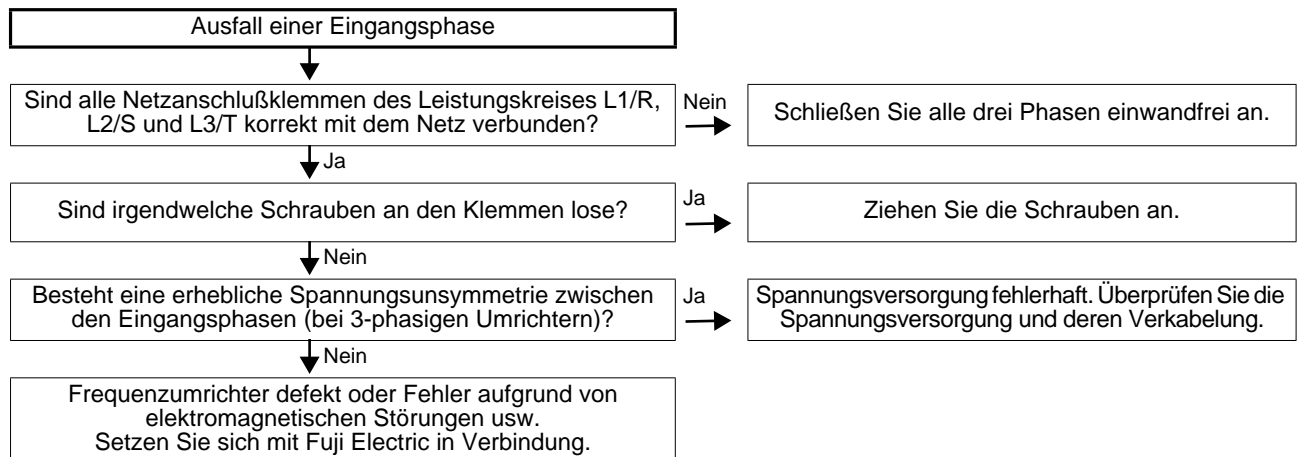 Ausfall einer Eingangsphase
Sind alle Netzanschlußklemmen des Leistungskreises L1/R,
L2/S und L3/T korrekt mit dem Netz verbunden?
Nein
Schließen Sie alle drei Phasen einwandfrei an.
Ja
Sind irgendwelche Schrauben an den Klemmen lose?
Ja
Ziehen Sie die Schrauben an.
Nein
Besteht eine erhebliche Spannungsunsymmetrie zwischen
den Eingangsphasen (bei 3-phasigen Umrichtern)?
Ja
Spannungsversorgung fehlerhaft. Überprüfen Sie die
Spannungsversorgung und deren Verkabelung.
Nein
Frequenzumrichter defekt oder Fehler aufgrund von
elektromagnetischen Störungen usw.
Setzen Sie sich mit Fuji Electric in Verbindung.